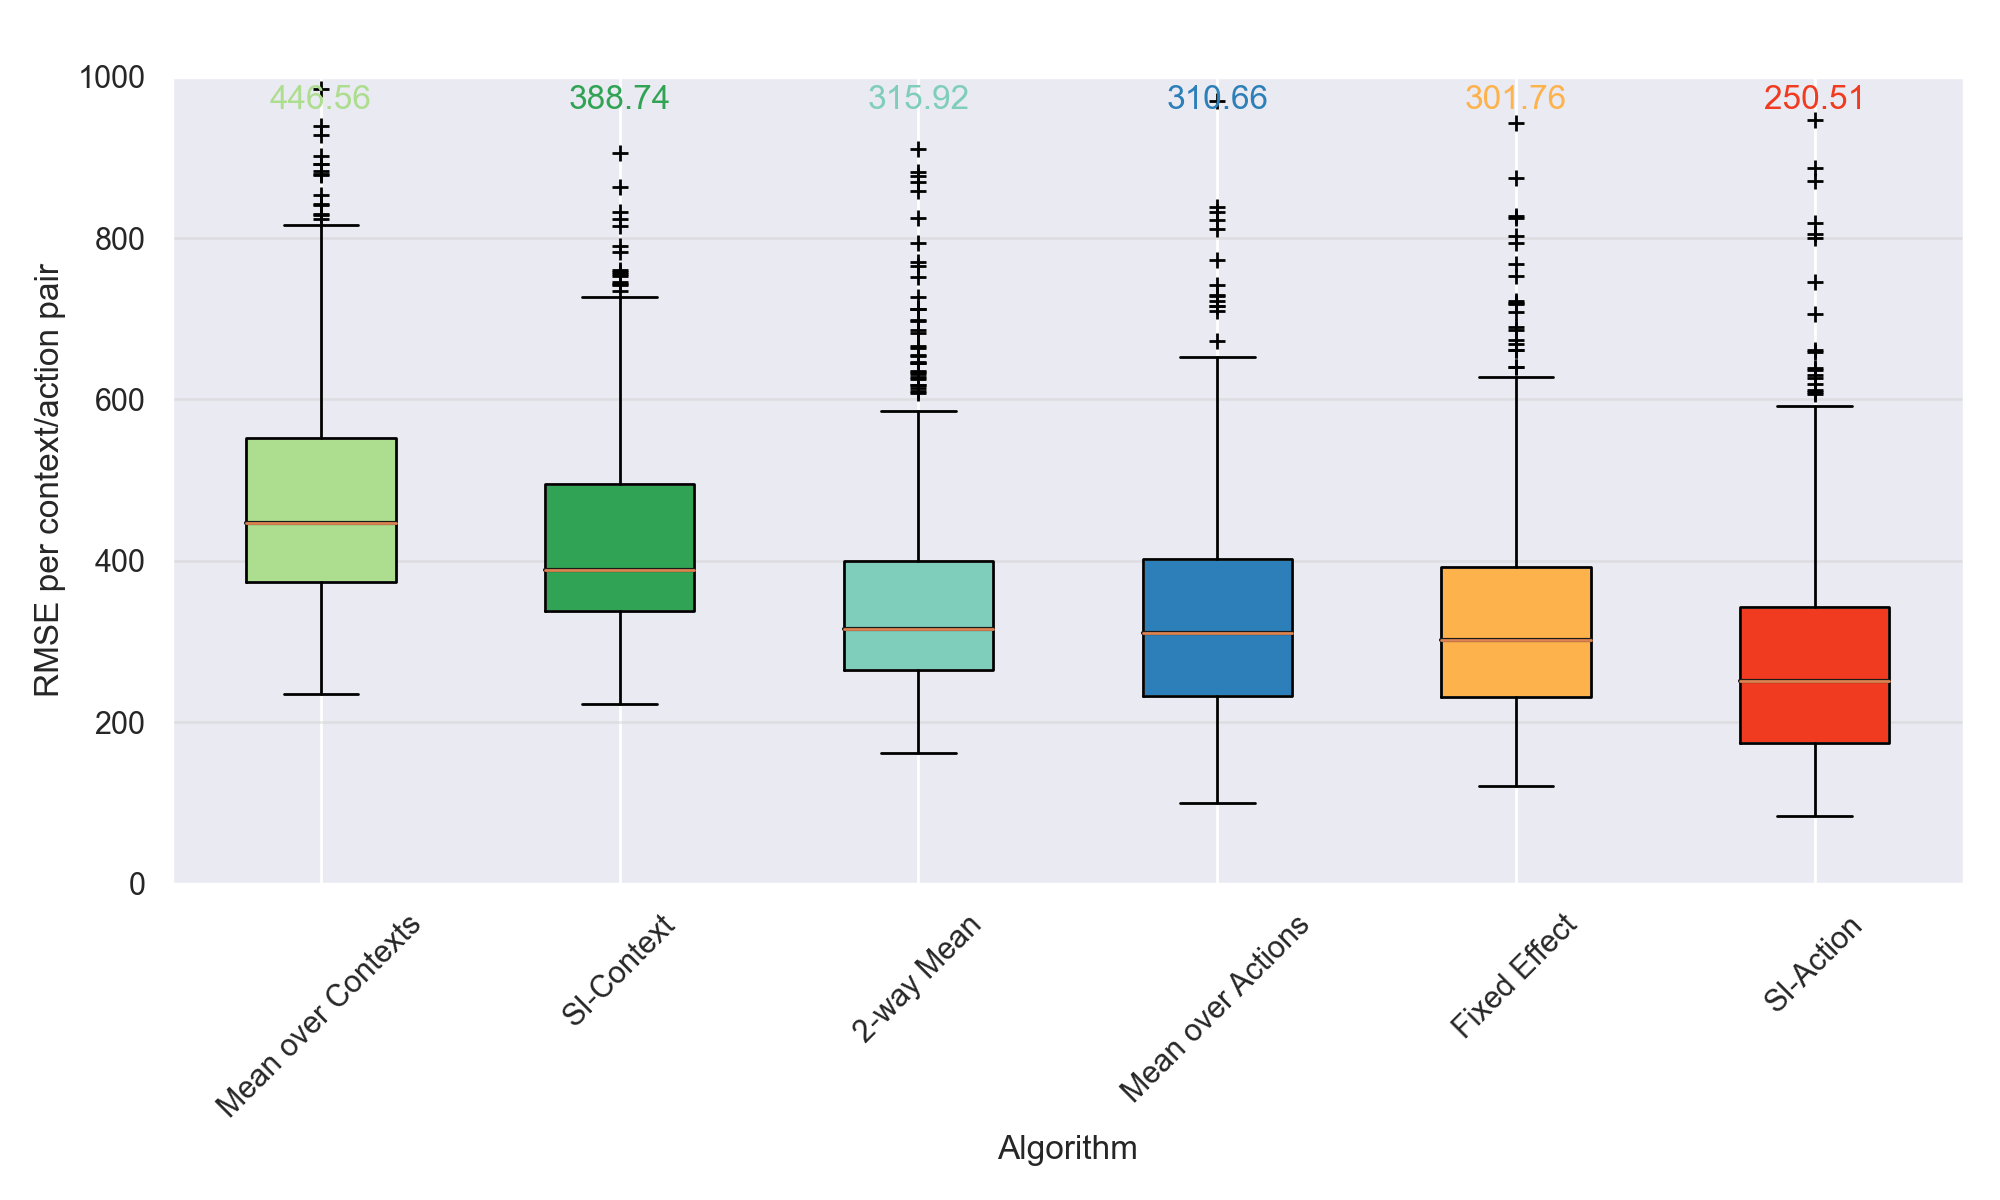 1000
800
600
400
200
0
RMSE per context/action pair
446.56
388.74
315.92
310.66
301.76
250.51
Mean over Contexts
SI-Context
2-way Mean
Mean over Actions
Fixed Effect
SI-Action
Algorithm